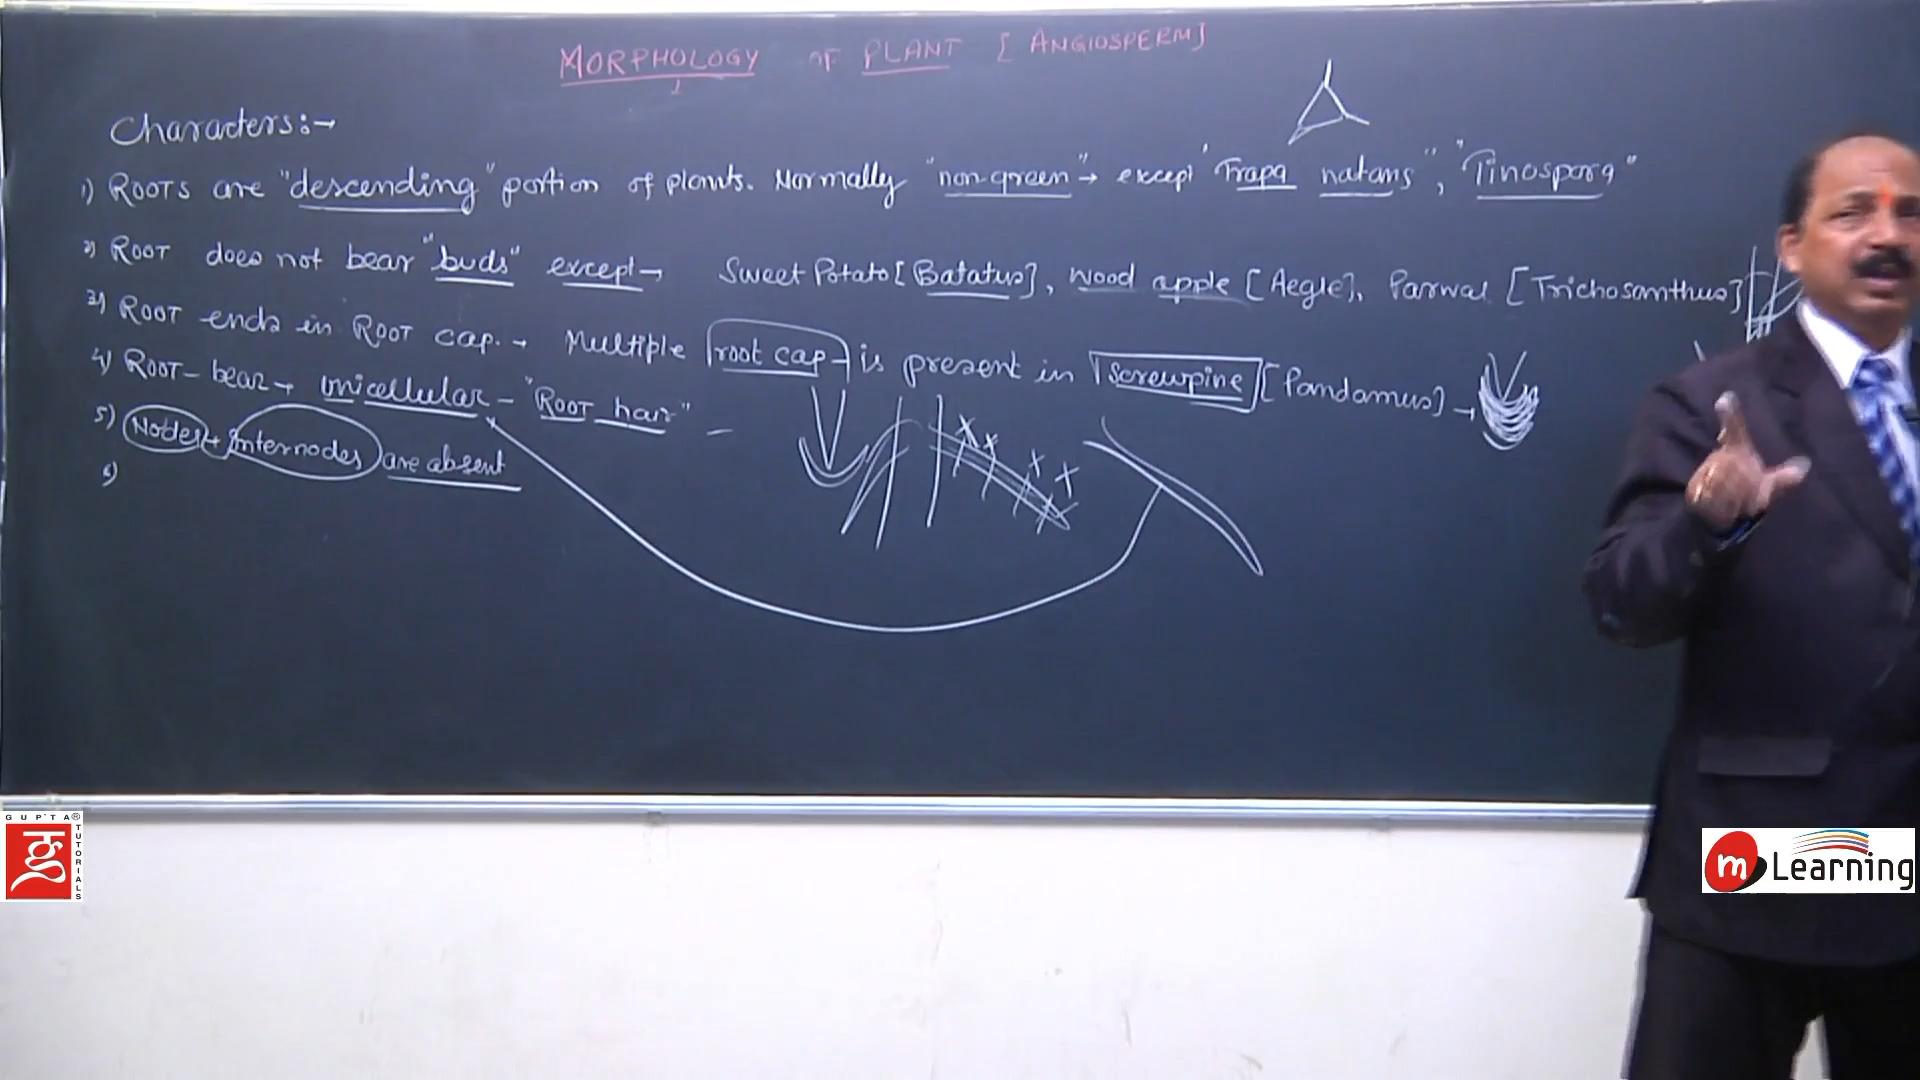 MORPHOLOGY OF PLANT [ANGIOSPERM]
Characters:→
1) ROOTS are "descending" portion of plants. Normally "non-green" → except "Trapa natans", "Tinospora"
2) ROOT does not bear "buds" except → Sweet Potato [Batatus], Wood apple [Aegle], Parwal [Trichosanthus]
3) ROOT ends in ROOT cap. → Multiple root cap is present in Screwpine [Pandamus] →
4) ROOT - bear → unicellular - "ROOT hair" -
5) Nodes + Internodes are absent
6)
GUPTA® TUTORIALS
m Learning